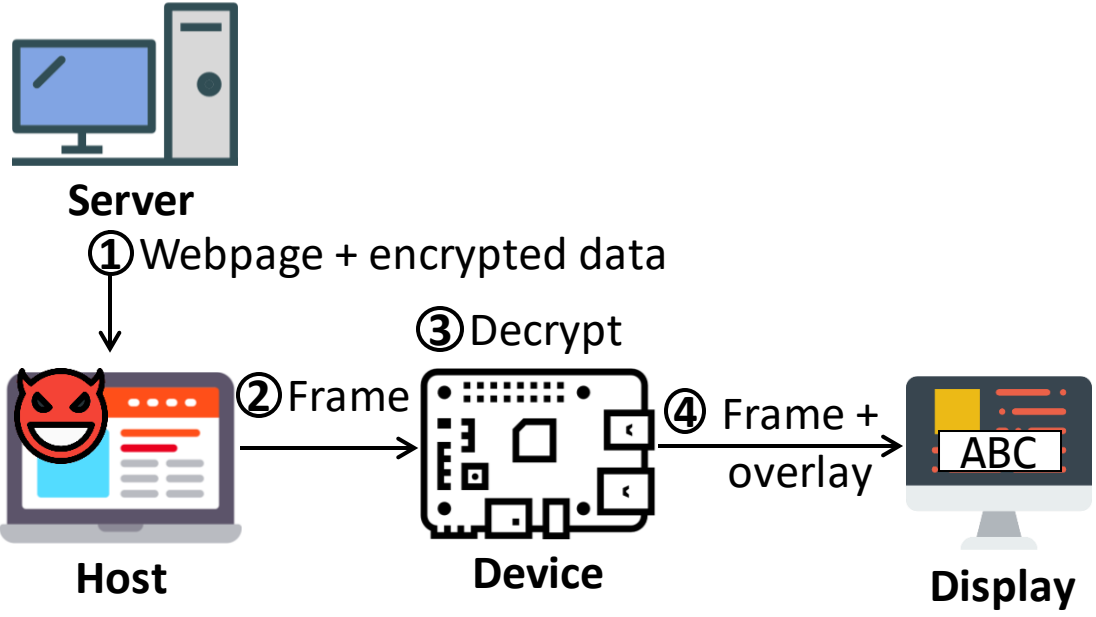 Server
① Webpage + encrypted data
③ Decrypt
② Frame
④ Frame +
overlay
ABC
Host
Device
Display